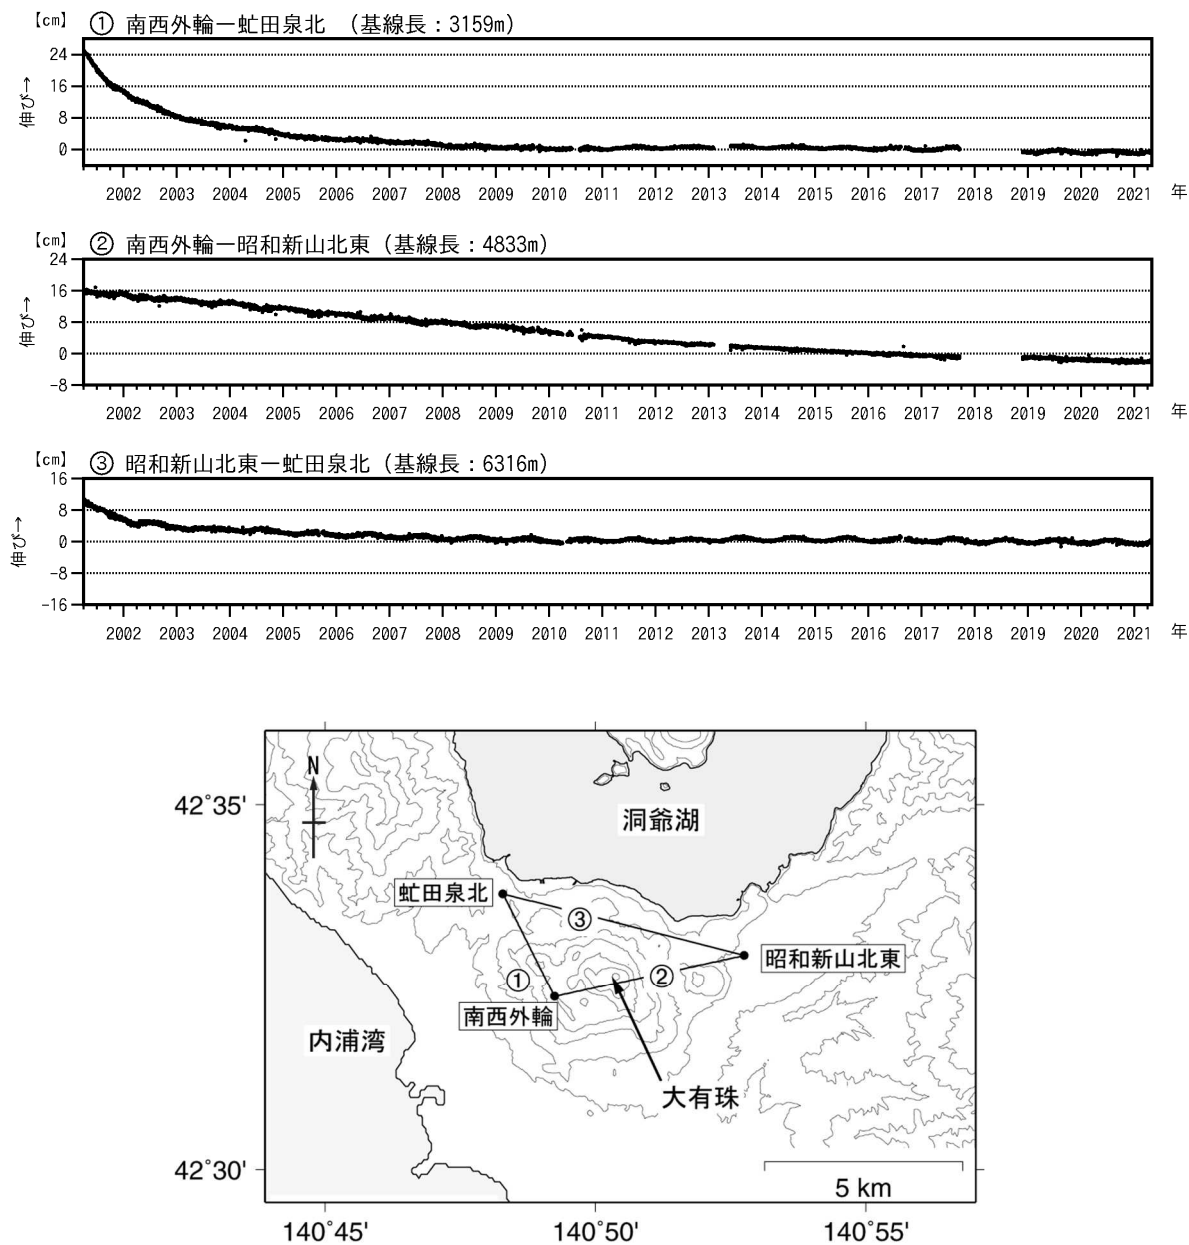 【cm】 ① 南西外輪ー虻田泉北 (基線長：3159m)
24
16
8
0
伸び→
2002 2003 2004 2005 2006 2007 2008 2009 2010 2011 2012 2013 2014 2015 2016 2017 2018 2019 2020 2021 年
【cm】 ② 南西外輪ー昭和新山北東 (基線長：4833m)
24
16
8
0
-8
伸び→
2002 2003 2004 2005 2006 2007 2008 2009 2010 2011 2012 2013 2014 2015 2016 2017 2018 2019 2020 2021 年
【cm】 ③ 昭和新山北東ー虻田泉北 (基線長：6316m)
16
8
0
-8
-16
伸び→
2002 2003 2004 2005 2006 2007 2008 2009 2010 2011 2012 2013 2014 2015 2016 2017 2018 2019 2020 2021 年
N
42°35'
洞爺湖
虻田泉北
③
昭和新山北東
①
②
南西外輪
内浦湾
大有珠
42°30'
5 km
140°45' 140°50' 140°55'